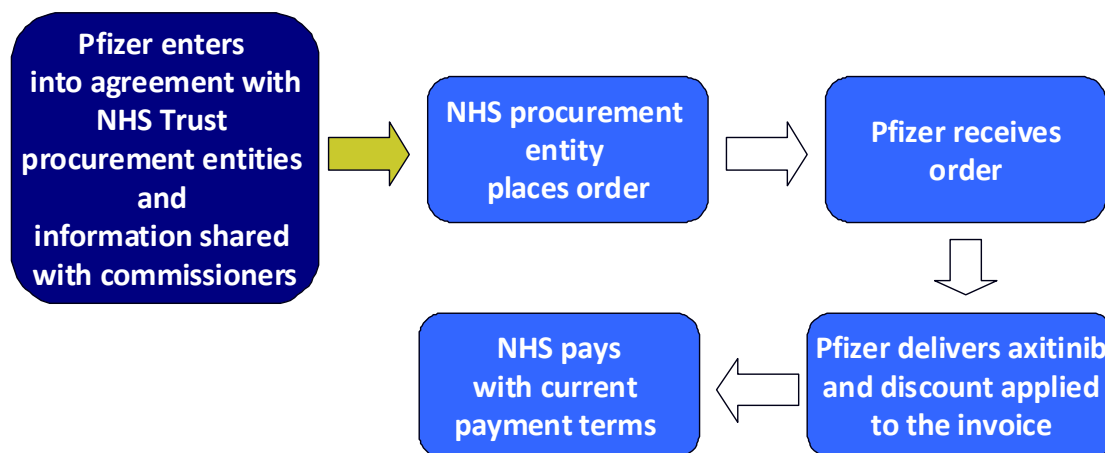 Pfizer enters
into agreement with
NHS Trust
procurement entities
and
information shared
with commissioners
NHS procurement
entity
places order
Pfizer receives
order
Pfizer delivers axitinib
and discount applied
to the invoice
NHS pays
with current
payment terms